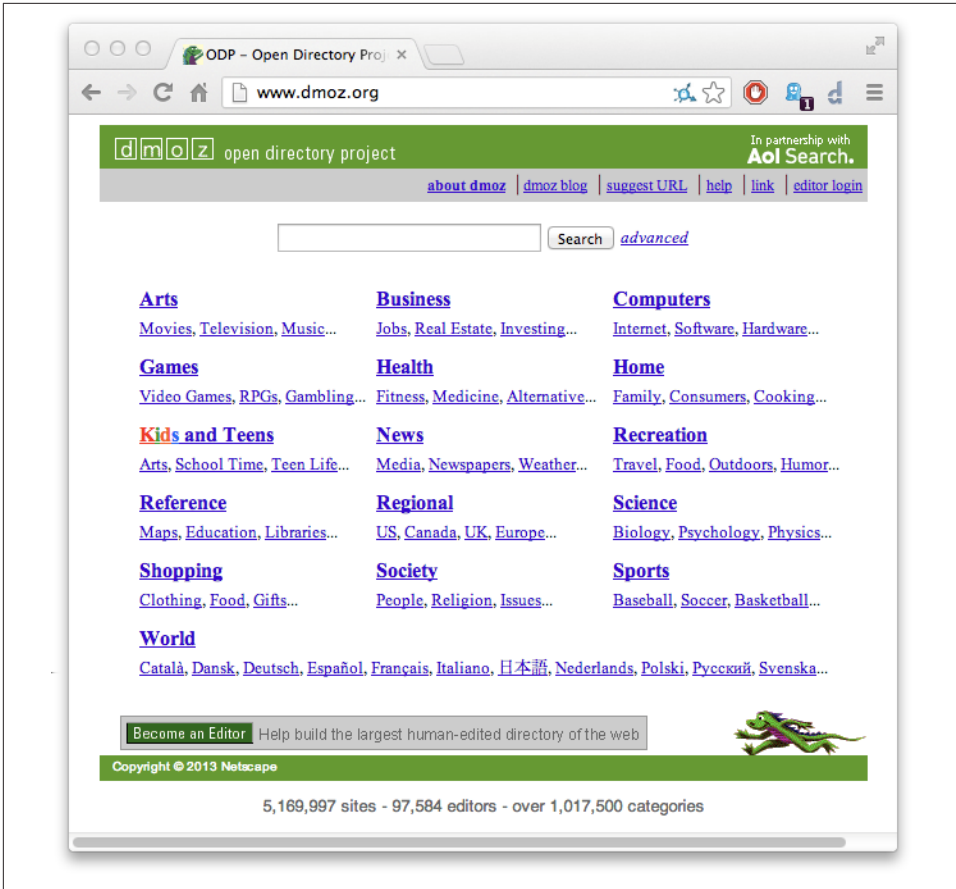 ODP – Open Directory Proj
www.dmoz.org
1
dmoz open directory project
In partnership with
Aol Search.
about dmoz | dmoz blog | suggest URL | help | link | editor login
Search advanced
Arts Business Computers
Movies, Television, Music... Jobs, Real Estate, Investing... Internet, Software, Hardware...
Games Health Home
Video Games, RPGs, Gambling... Fitness, Medicine, Alternative... Family, Consumers, Cooking...
Kids and Teens News Recreation
Arts, School Time, Teen Life... Media, Newspapers, Weather... Travel, Food, Outdoors, Humor...
Reference Regional Science
Maps, Education, Libraries... US, Canada, UK, Europe... Biology, Psychology, Physics...
Shopping Society Sports
Clothing, Food, Gifts... People, Religion, Issues... Baseball, Soccer, Basketball...
World
Català, Dansk, Deutsch, Español, Français, Italiano, 日本語, Nederlands, Polski, Русский, Svenska...
Become an Editor Help build the largest human-edited directory of the web
Copyright © 2013 Netscape
5,169,997 sites - 97,584 editors - over 1,017,500 categories